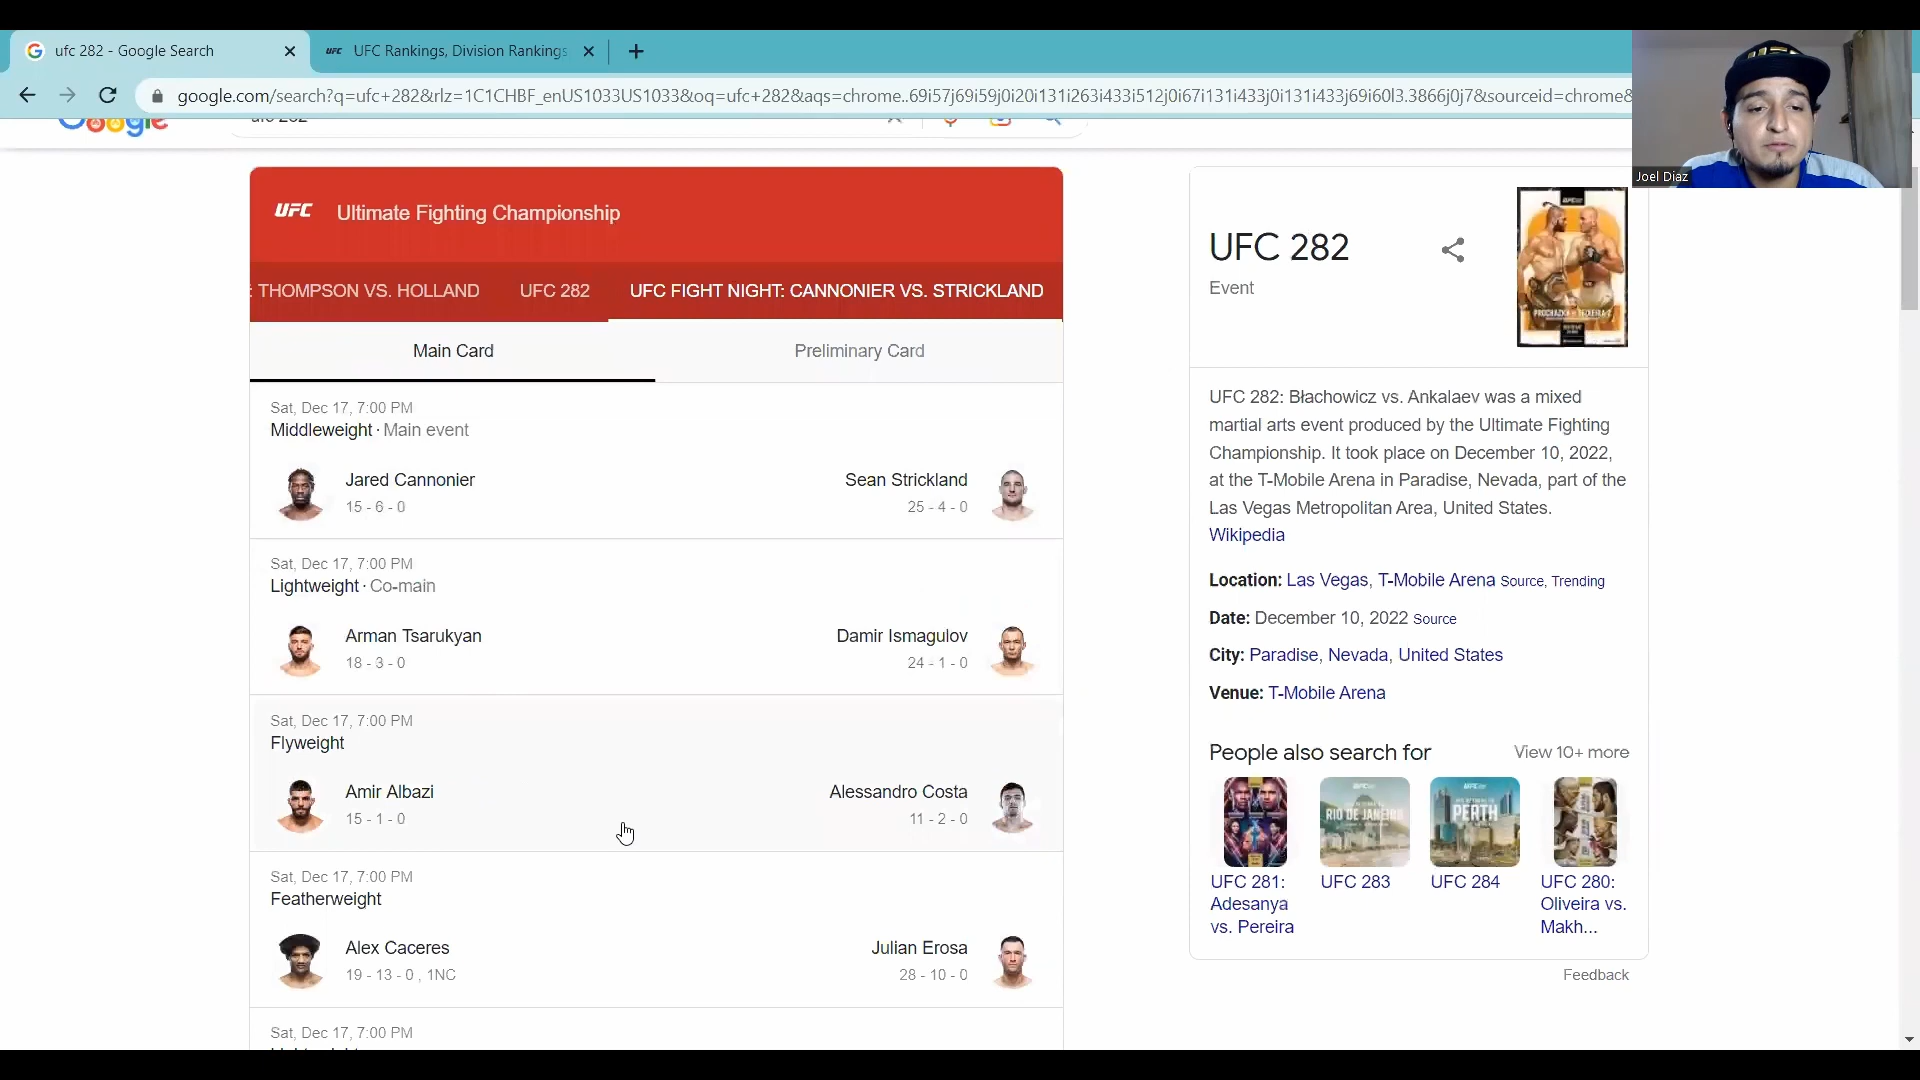 ufc 282 - Google Search
UFC UFC Rankings, Division Rankings
google.com/search?q=ufc+282&rlz=1C1CHBF_enUS1033US1033&oq=ufc+282&aqs=chrome..69i57j69i59j0i20i131i263i433i512j0i67i131i433j0i131i433j69i60l3.3866j0j7&sourceid=chrome&
Google
ufc 282
Joel Diaz
UFC Ultimate Fighting Championship
: THOMPSON VS. HOLLAND UFC 282 UFC FIGHT NIGHT: CANNONIER VS. STRICKLAND
Main Card Preliminary Card
Sat, Dec 17, 7:00 PM
Middleweight · Main event
Jared Cannonier Sean Strickland
15 - 6 - 0 25 - 4 - 0
Sat, Dec 17, 7:00 PM
Lightweight · Co-main
Arman Tsarukyan Damir Ismagulov
18 - 3 - 0 24 - 1 - 0
Sat, Dec 17, 7:00 PM
Flyweight
Amir Albazi Alessandro Costa
15 - 1 - 0 11 - 2 - 0
Sat, Dec 17, 7:00 PM
Featherweight
Alex Caceres Julian Erosa
19 - 13 - 0 , 1NC 28 - 10 - 0
Sat, Dec 17, 7:00 PM
UFC 282
Event
PROCHAZKA TEIXEIRA 2
UFC 282: Błachowicz vs. Ankalaev was a mixed
martial arts event produced by the Ultimate Fighting
Championship. It took place on December 10, 2022,
at the T-Mobile Arena in Paradise, Nevada, part of the
Las Vegas Metropolitan Area, United States.
Wikipedia
Location: Las Vegas, T-Mobile Arena Source, Trending
Date: December 10, 2022 Source
City: Paradise, Nevada, United States
Venue: T-Mobile Arena
People also search for View 10+ more
RIO DE JANEIRO
PERTH
UFC 281: UFC 283 UFC 284 UFC 280:
Adesanya Oliveira vs.
vs. Pereira Makh...
Feedback